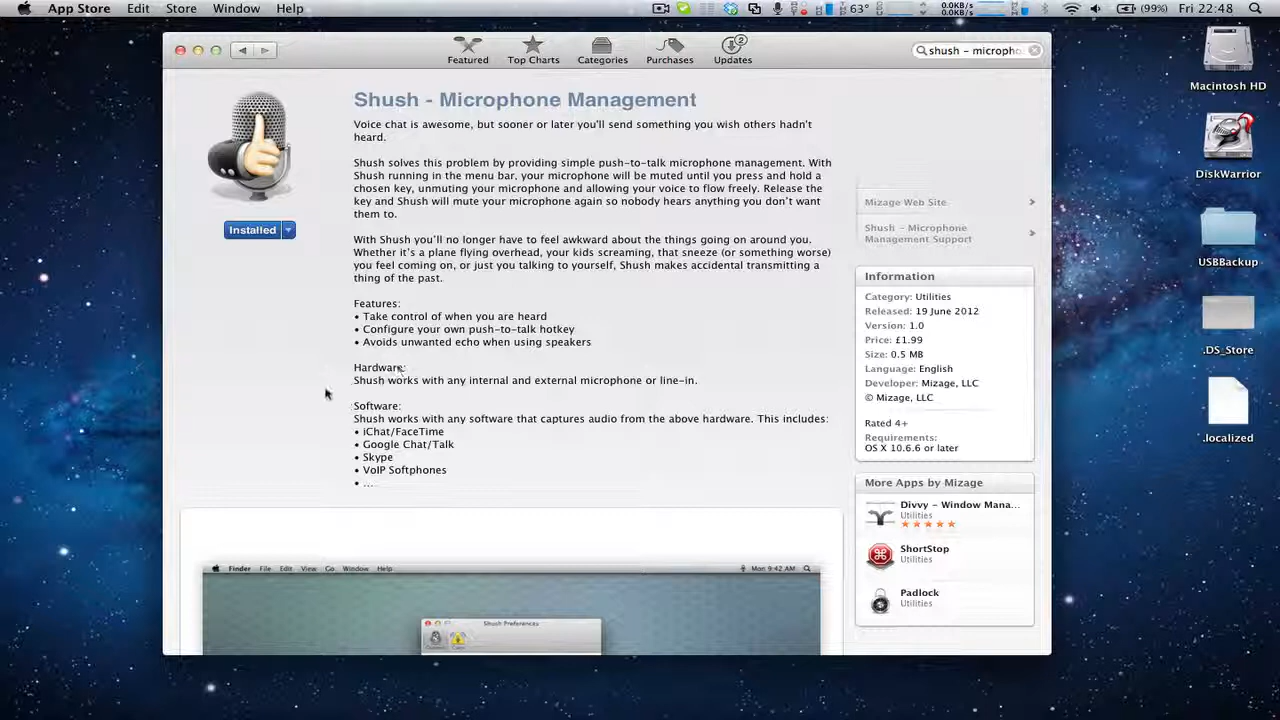 App Store Edit Store Window Help
63°
0.0KB/s
0.0KB/s
(99%) Fri 22:48
Featured Top Charts Categories Purchases Updates
2
shush - micropho
Macintosh HD
DiskWarrior
USBBackup
.DS_Store
.localized
Installed
Shush - Microphone Management
Voice chat is awesome, but sooner or later you'll send something you wish others hadn't
heard.
Shush solves this problem by providing simple push-to-talk microphone management. With
Shush running in the menu bar, your microphone will be muted until you press and hold a
chosen key, unmuting your microphone and allowing your voice to flow freely. Release the
key and Shush will mute your microphone again so nobody hears anything you don't want
them to.
With Shush you'll no longer have to feel awkward about the things going on around you.
Whether it's a plane flying overhead, your kids screaming, that sneeze (or something worse)
you feel coming on, or just you talking to yourself, Shush makes accidental transmitting a
thing of the past.
Features:
• Take control of when you are heard
• Configure your own push-to-talk hotkey
• Avoids unwanted echo when using speakers
Hardware:
Shush works with any internal and external microphone or line-in.
Software:
Shush works with any software that captures audio from the above hardware. This includes:
• iChat/FaceTime
• Google Chat/Talk
• Skype
• VoIP Softphones
• ...
Mizage Web Site
Shush - Microphone
Management Support
Information
Category: Utilities
Released: 19 June 2012
Version: 1.0
Price: £1.99
Size: 0.5 MB
Language: English
Developer: Mizage, LLC
© Mizage, LLC
Rated 4+
Requirements:
OS X 10.6.6 or later
More Apps by Mizage
Divvy - Window Mana...
Utilities
ShortStop
Utilities
Padlock
Utilities
Finder File Edit View Go Window Help
Mon 9:42 AM
Shush Preferences